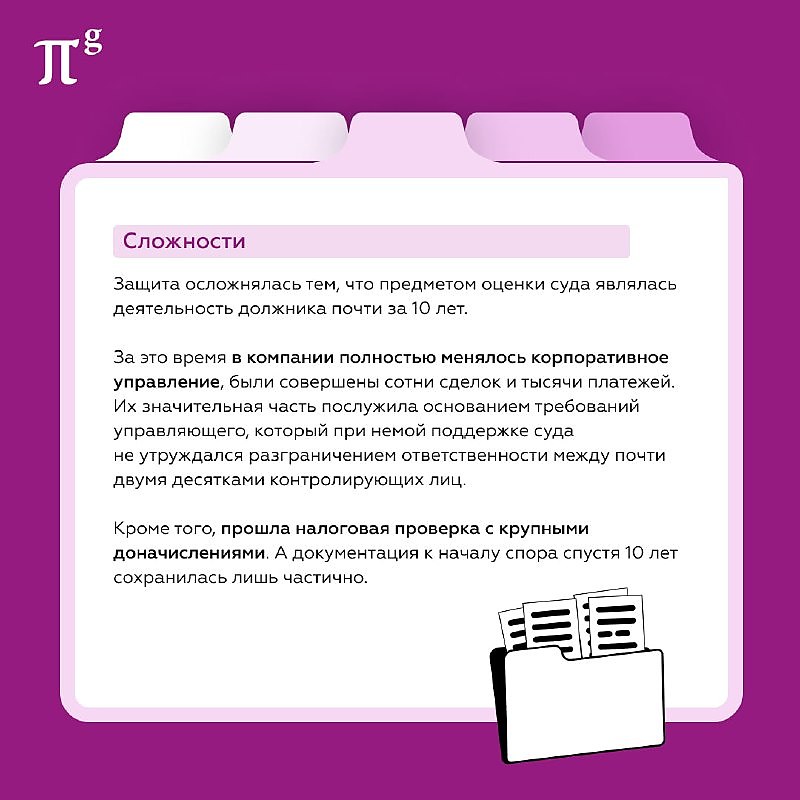 πg
Сложности
Защита осложнялась тем, что предметом оценки суда являлась
деятельность должника почти за 10 лет.
За это время в компании полностью менялось корпоративное
управление, были совершены сотни сделок и тысячи платежей.
Их значительная часть послужила основанием требований
управляющего, который при немой поддержке суда
не утруждался разграничением ответственности между почти
двумя десятками контролирующих лиц.
Кроме того, прошла налоговая проверка с крупными
доначислениями. А документация к началу спора спустя 10 лет
сохранилась лишь частично.